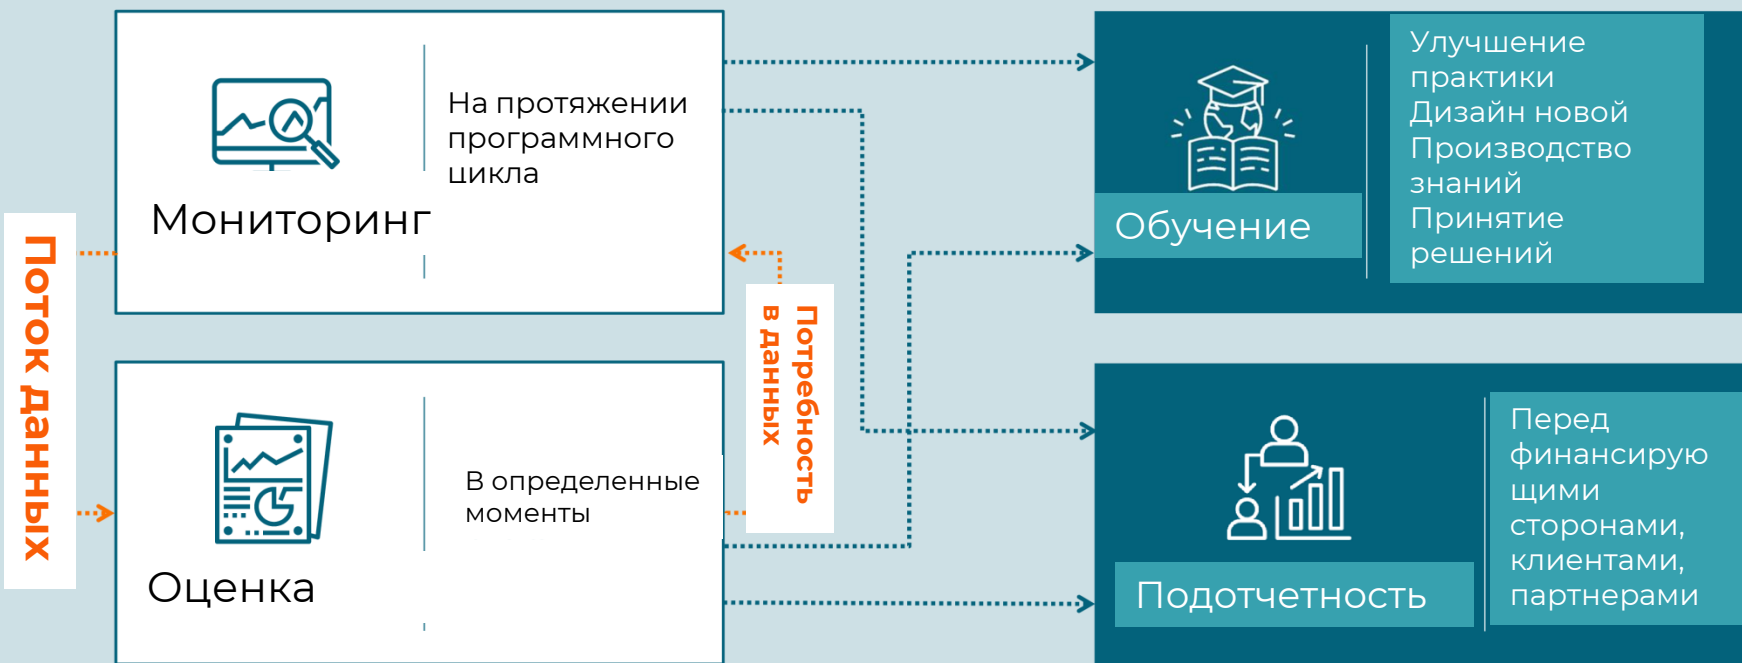 На протяжении
программного
цикла
Мониторинг
Улучшение
практики
Дизайн новой
Производство
знаний
Принятие
решений
Обучение
Поток данных
Потребность
в данных
В определенные
моменты
Оценка
Перед
финансирую
щими
сторонами,
клиентами,
партнерами
Подотчетность